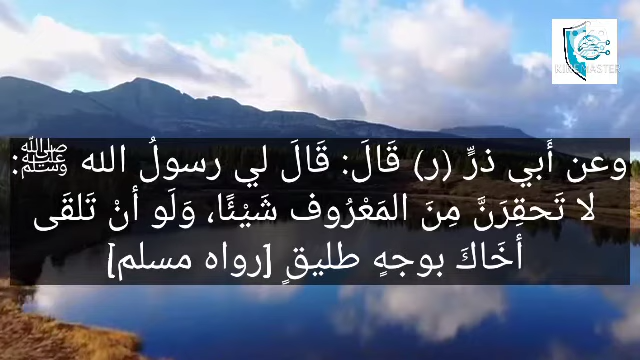 وعن أَبي ذرٍّ (ر) قَالَ: قَالَ لي رسولُ الله ﷺ:
لا تَحقِرَنَّ مِنَ المَعْرُوف شَيْئًا، وَلَو أنْ تَلقَى
أخَاكَ بوجهٍ طليقٍ [رواه مسلم]